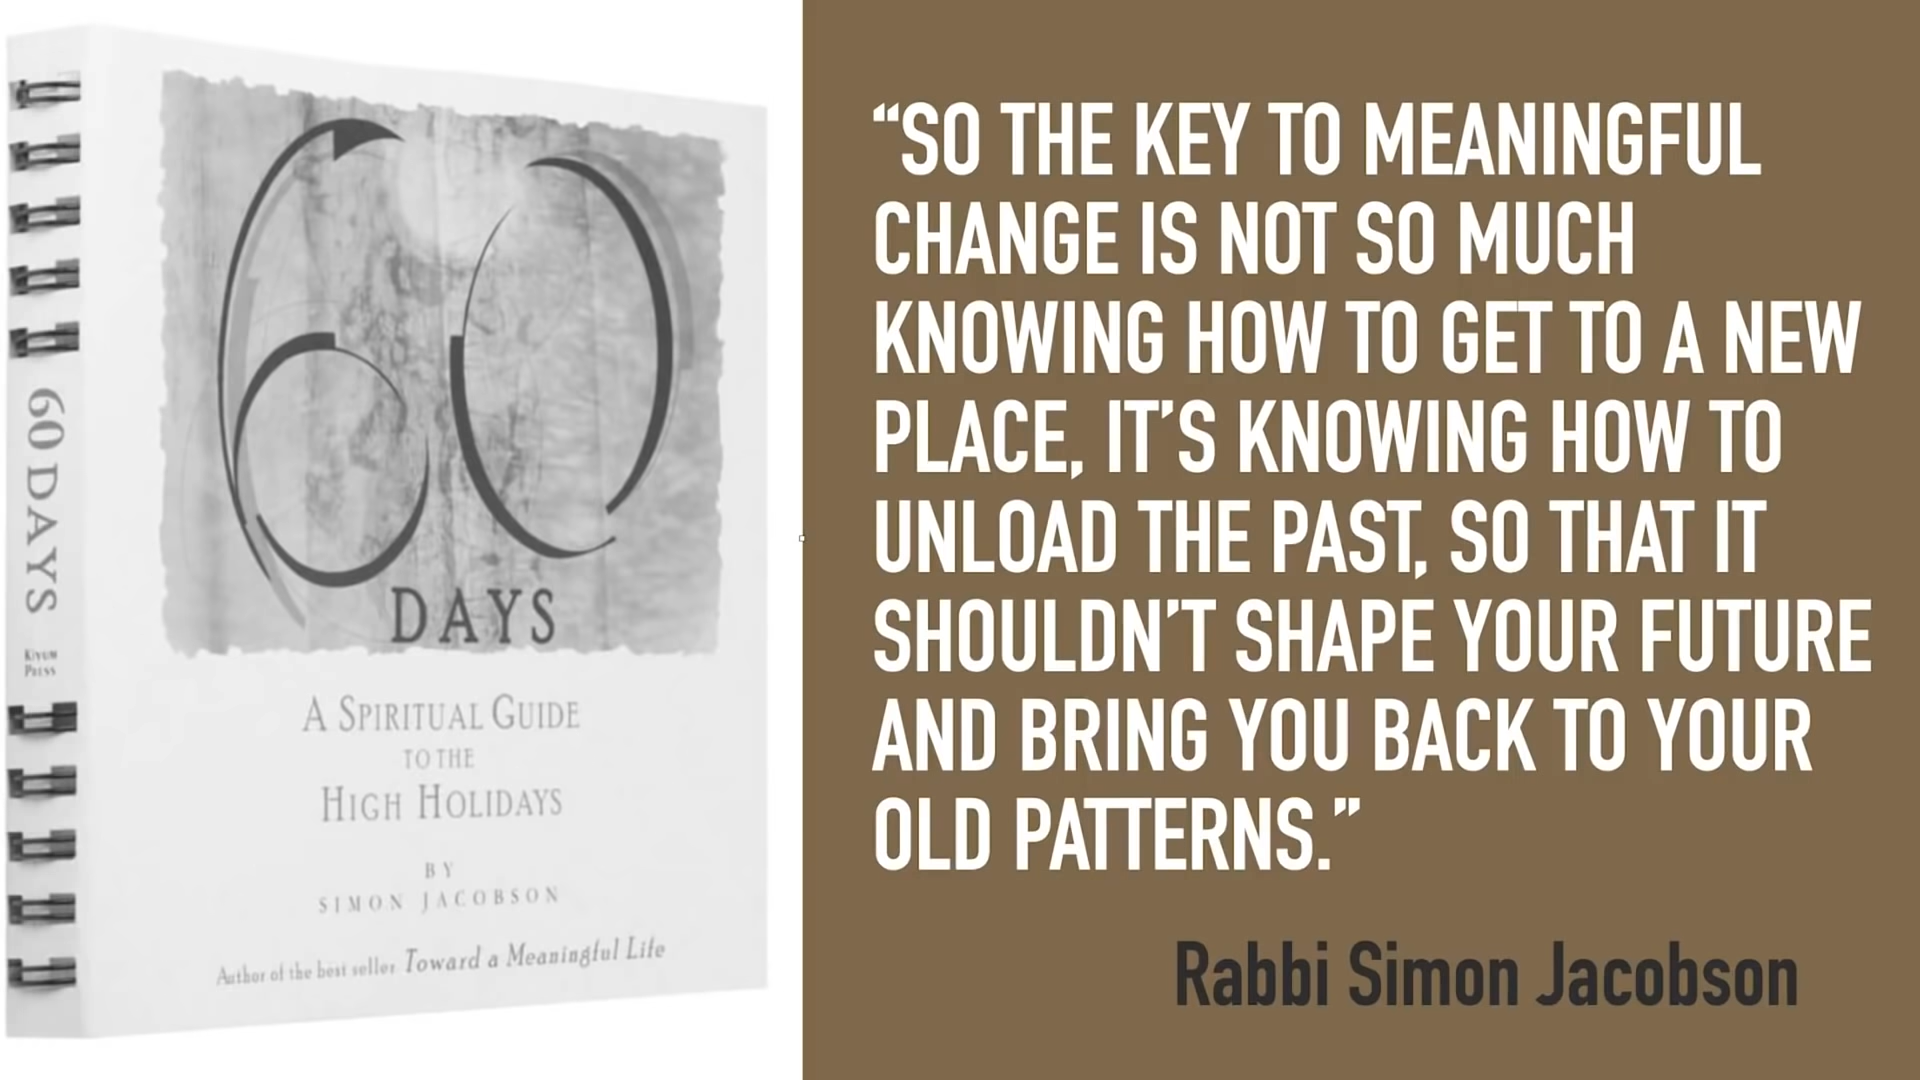 60 DAYS
KIYUM
PRESS
60
DAYS
A SPIRITUAL GUIDE
TO THE
HIGH HOLIDAYS
BY
SIMON JACOBSON
Author of the best seller Toward a Meaningful Life
“SO THE KEY TO MEANINGFUL
CHANGE IS NOT SO MUCH
KNOWING HOW TO GET TO A NEW
PLACE, IT’S KNOWING HOW TO
UNLOAD THE PAST, SO THAT IT
SHOULDN’T SHAPE YOUR FUTURE
AND BRING YOU BACK TO YOUR
OLD PATTERNS.”
Rabbi Simon Jacobson